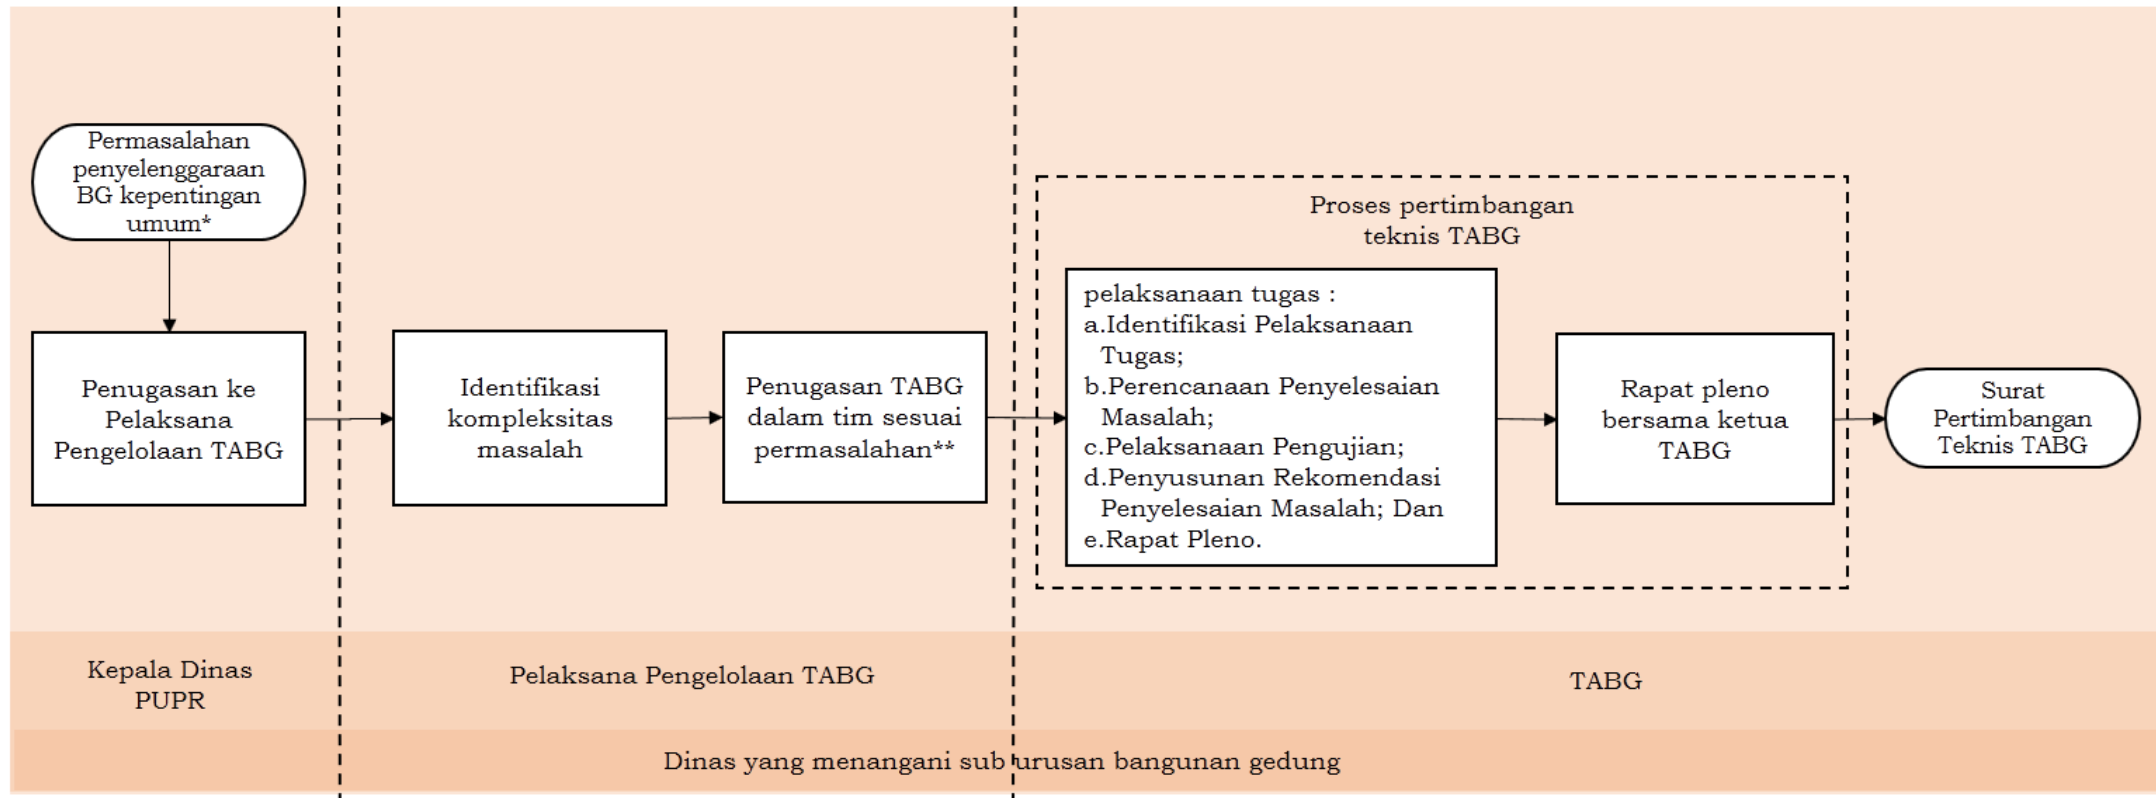 Permasalahan
penyelenggaraan
BG kepentingan
umum*
Penugasan ke
Pelaksana
Pengelolaan TABG
Identifikasi
kompleksitas
masalah
Penugasan TABG
dalam tim sesuai
permasalahan**
Proses pertimbangan
teknis TABG
pelaksanaan tugas :
a.Identifikasi Pelaksanaan
Tugas;
b.Perencanaan Penyelesaian
Masalah;
c.Pelaksanaan Pengujian;
d.Penyusunan Rekomendasi
Penyelesaian Masalah; Dan
e.Rapat Pleno.
Rapat pleno
bersama ketua
TABG
Surat
Pertimbangan
Teknis TABG
Kepala Dinas
PUPR
Pelaksana Pengelolaan TABG
TABG
Dinas yang menangani sub urusan bangunan gedung